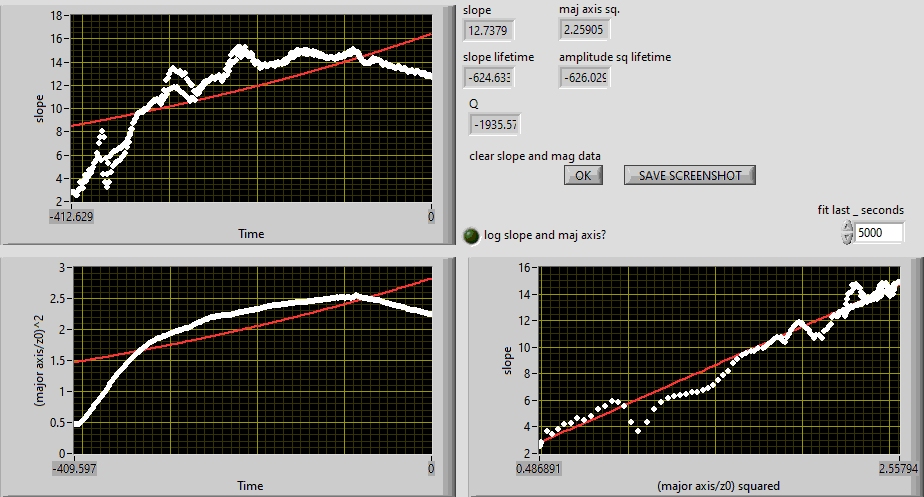 slope
12.7379
maj axis sq.
2.25905
slope lifetime
-624.633
amplitude sq lifetime
-626.029
Q
-1935.57
clear slope and mag data
OK
SAVE SCREENSHOT
fit last _ seconds
5000
log slope and maj axis?
18
16
14
12
10
8
6
4
2
slope
-412.629
0
Time
3
2.5
2
1.5
1
0.5
0
(major axis/z0)^2
-409.597
0
Time
16
14
12
10
8
6
4
2
slope
0.486891
2.55794
(major axis/z0) squared